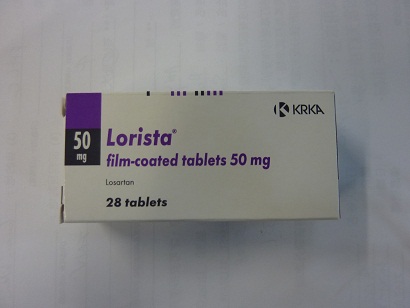 KRKA
50
mg
Lorista®
film-coated tablets 50 mg
Losartan
28 tablets